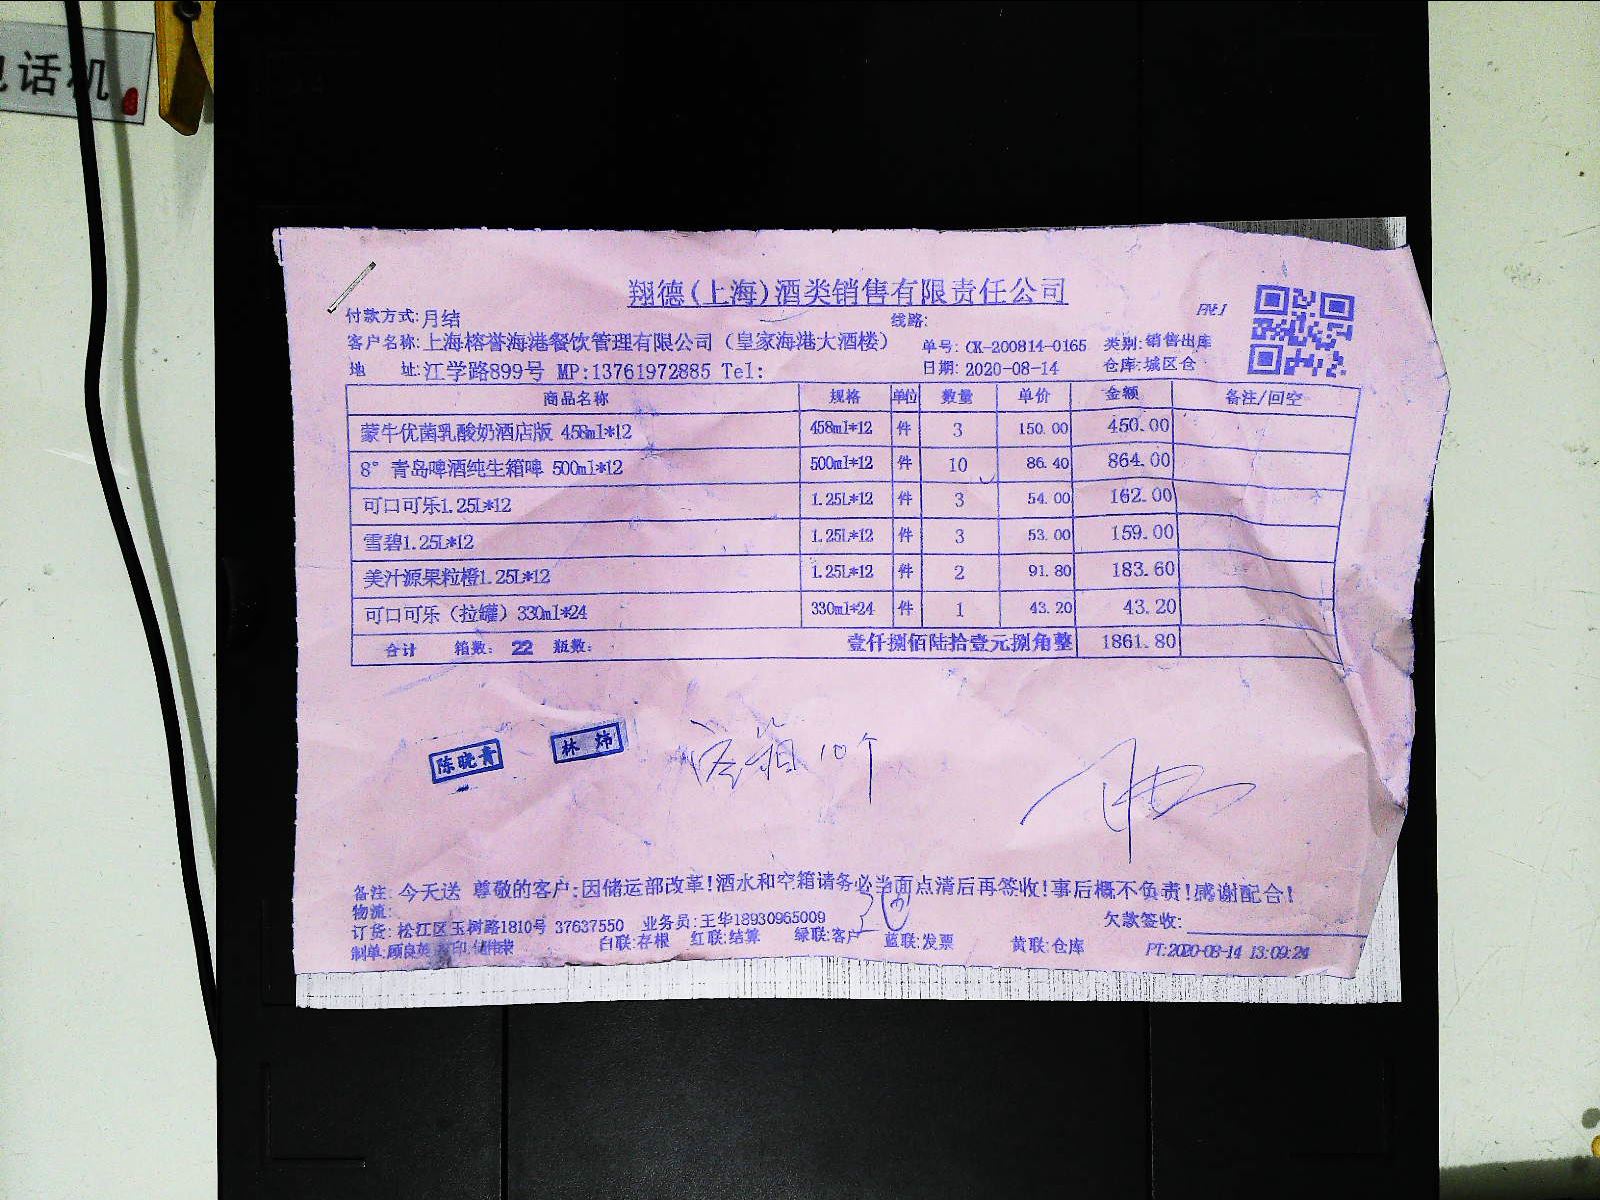 话机
翔德(上海)酒类销售有限责任公司
付款方式:月结 线路: PN:1
客户名称:上海榕誉海港餐饮管理有限公司（皇家海港大酒楼） 单号: CK-200814-0165 类别:销售出库
地 址:江学路899号 MP:13761972885 Tel: 日期: 2020-08-14 仓库:城区仓
商品名称 规格 单位 数量 单价 金额 备注/回空
蒙牛优菌乳酸奶酒店版 458ml*12 458ml*12 件 3 150.00 450.00
8° 青岛啤酒纯生箱啤 500ml*12 500ml*12 件 10 86.40 864.00
可口可乐1.25L*12 1.25L*12 件 3 54.00 162.00
雪碧1.25L*12 1.25L*12 件 3 53.00 159.00
美汁源果粒橙1.25L*12 1.25L*12 件 2 91.80 183.60
可口可乐（拉罐）330ml*24 330ml*24 件 1 43.20 43.20
合计 箱数: 22 瓶数: 壹仟捌佰陆拾壹元捌角整 1861.80
陈晓青 林炜 箱10个
备注: 今天送 尊敬的客户:因储运部改革!酒水和空箱请务必当面点清后再签收!事后概不负责!感谢配合!
物流:
订货: 松江区玉树路1810号 37637550 业务员:王华18930965009 欠款签收:
制单:顾良英 打印: 白联:存根 红联:结算 绿联:客户 蓝联:发票 黄联:仓库 PT:2020-08-14 13:09:24